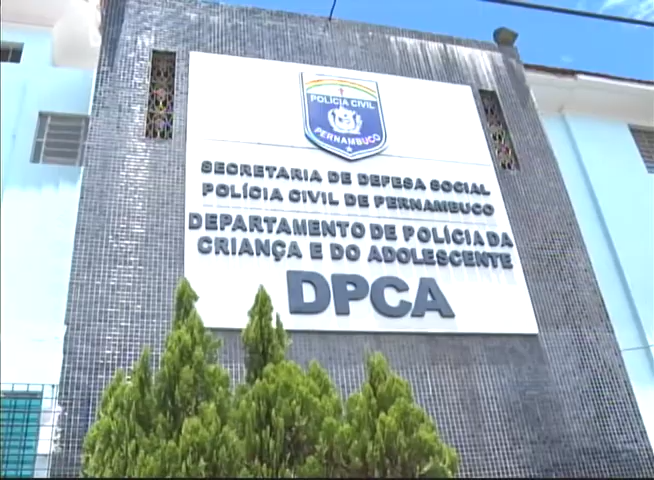 POLÍCIA CIVIL
PERNAMBUCO
SECRETARIA DE DEFESA SOCIAL
POLÍCIA CIVIL DE PERNAMBUCO
DEPARTAMENTO DE POLÍCIA DA
CRIANÇA E DO ADOLESCENTE
DPCA